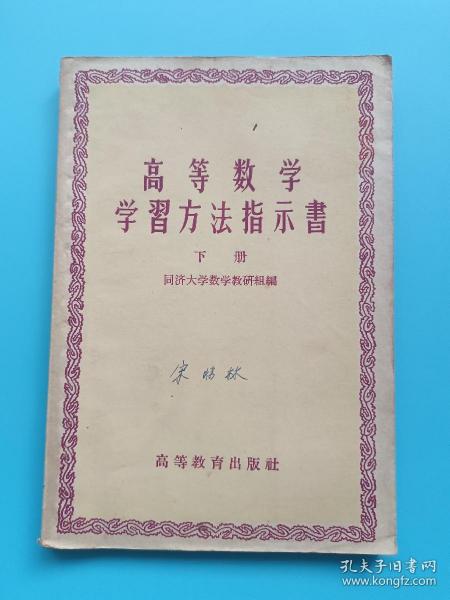 高等数学
学習方法指示書
下册
同济大学数学教研組編
高等教育出版社
孔夫子旧书网
www.kongfz.com